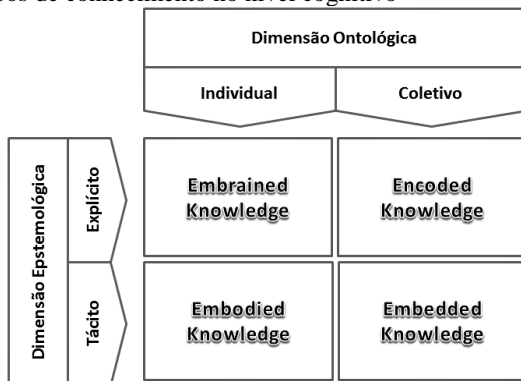 Dimensão Ontológica
Individual
Coletivo
Dimensão Epstemológica
Explícito
Embrained
Knowledge
Encoded
Knowledge
Tácito
Embodied
Knowledge
Embedded
Knowledge